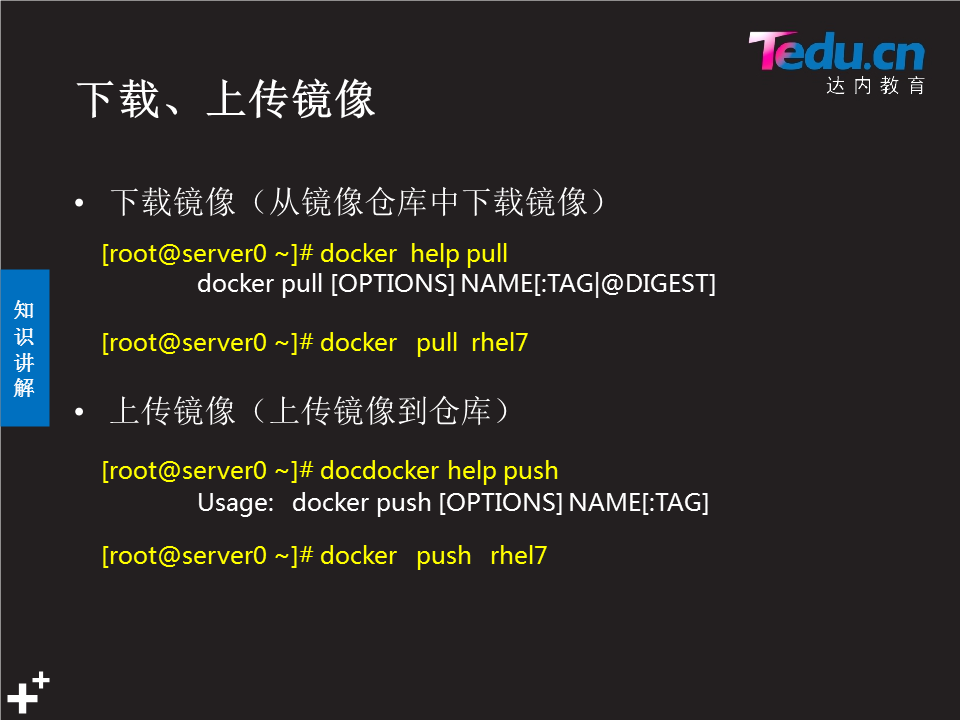 Tedu.cn
达内教育
下载、上传镜像
• 下载镜像（从镜像仓库中下载镜像）
[root@server0 ~]# docker  help pull
docker pull [OPTIONS] NAME[:TAG|@DIGEST]
[root@server0 ~]# docker   pull  rhel7
知识讲解
• 上传镜像（上传镜像到仓库）
[root@server0 ~]# docdocker help push
Usage:   docker push [OPTIONS] NAME[:TAG]
[root@server0 ~]# docker   push   rhel7